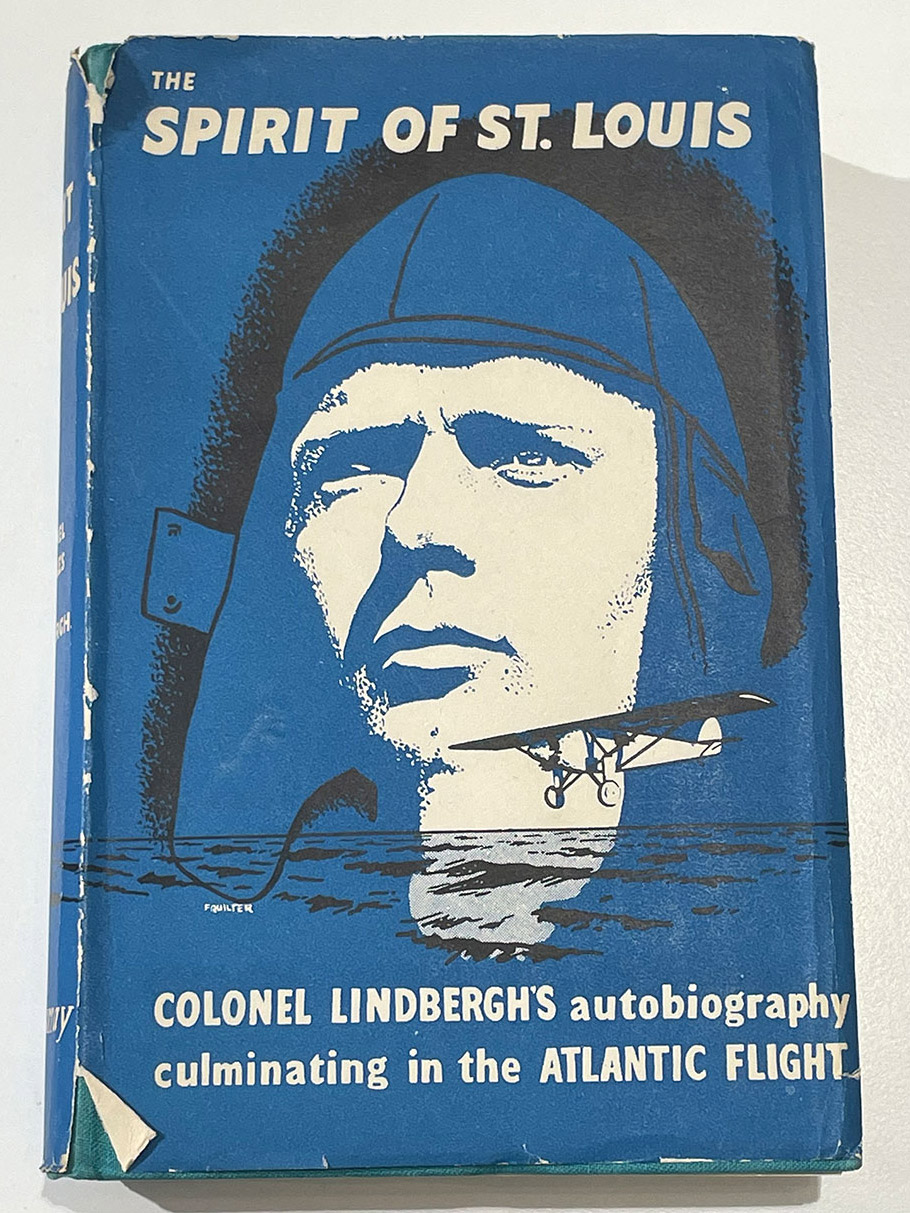 THE
SPIRIT OF ST. LOUIS
FQUILTER
COLONEL LINDBERGH'S autobiography
culminating in the ATLANTIC FLIGHT